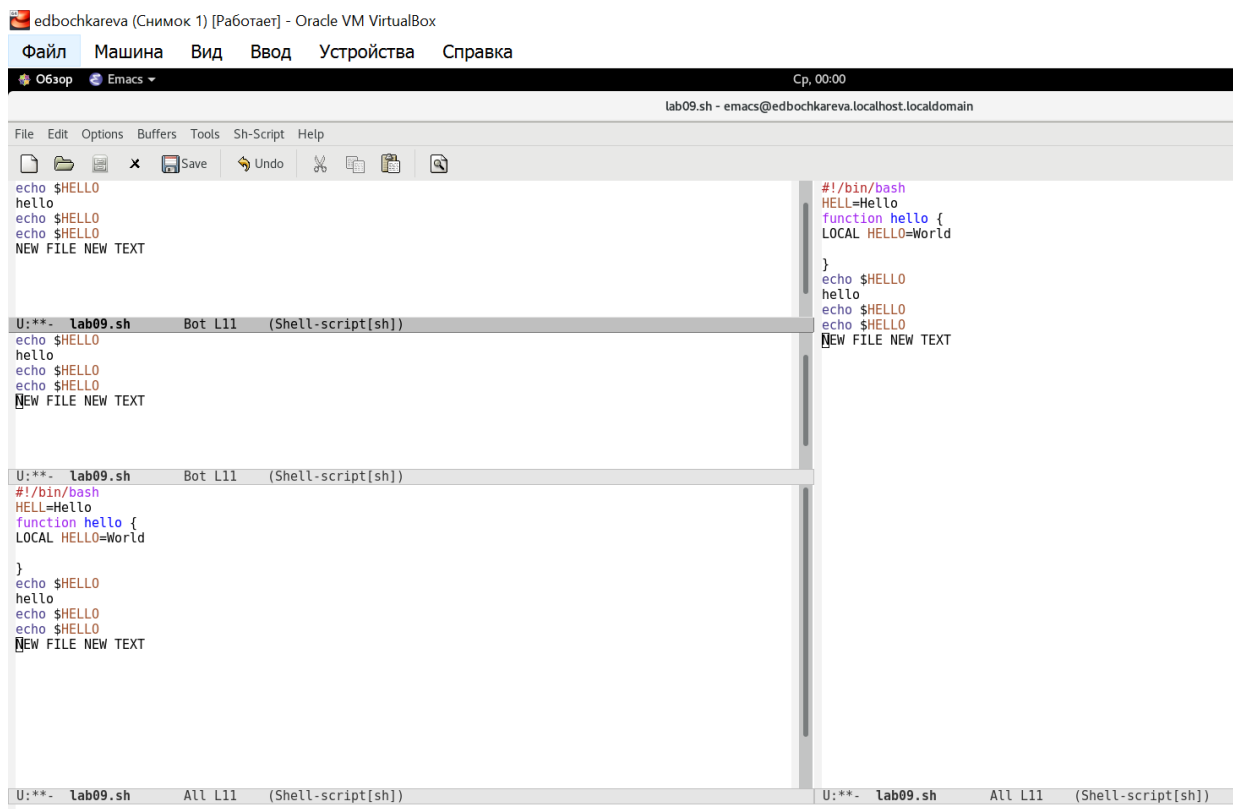 edbochkareva (Снимок 1) [Работает] - Oracle VM VirtualBox
Файл Машина Вид Ввод Устройства Справка
Обзор Emacs Ср, 00:00
lab09.sh - emacs@edbochkareva.localhost.localdomain
File Edit Options Buffers Tools Sh-Script Help
Save Undo
echo $HELLO
hello
echo $HELLO
echo $HELLO
NEW FILE NEW TEXT
U:**- lab09.sh Bot L11 (Shell-script[sh])
echo $HELLO
hello
echo $HELLO
echo $HELLO
NEW FILE NEW TEXT
U:**- lab09.sh Bot L11 (Shell-script[sh])
#!/bin/bash
HELL=Hello
function hello {
LOCAL HELLO=World
}
echo $HELLO
hello
echo $HELLO
echo $HELLO
NEW FILE NEW TEXT
U:**- lab09.sh All L11 (Shell-script[sh])
#!/bin/bash
HELL=Hello
function hello {
LOCAL HELLO=World
}
echo $HELLO
hello
echo $HELLO
echo $HELLO
NEW FILE NEW TEXT
U:**- lab09.sh All L11 (Shell-script[sh])